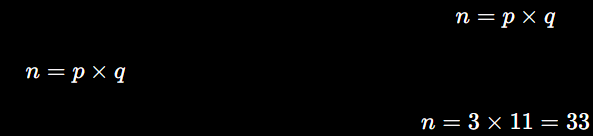 n = p × q
n = p × q
n = 3 × 11 = 33